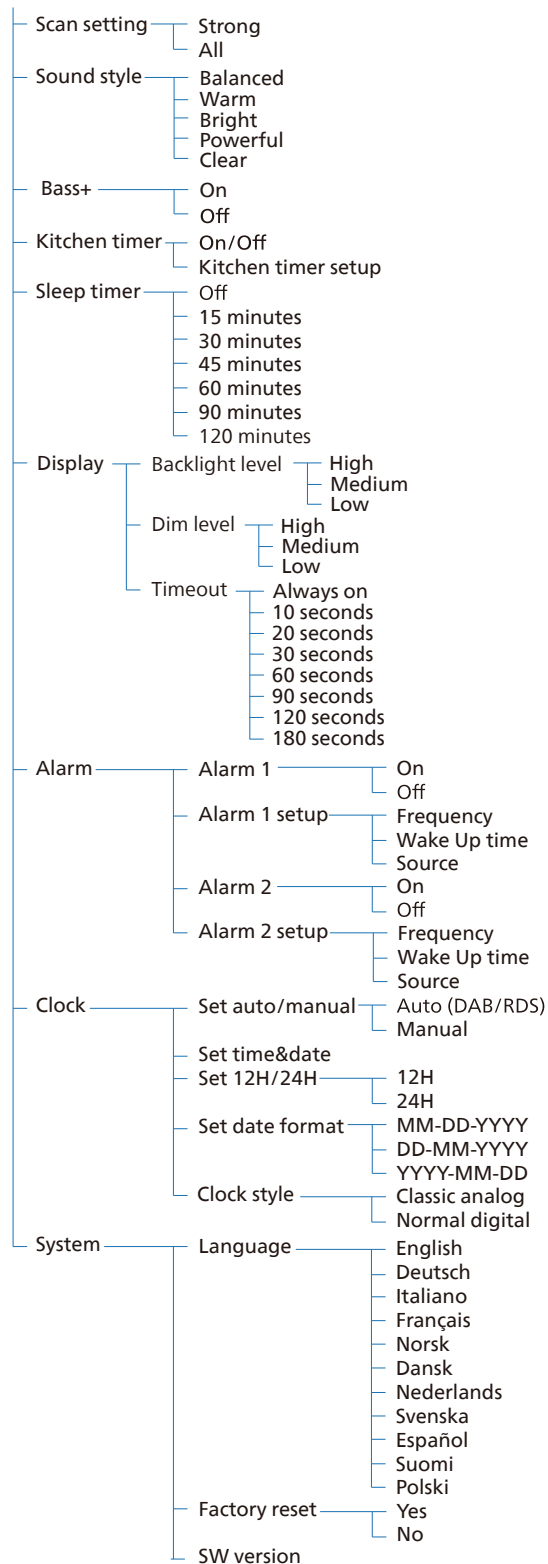 Scan setting Strong
All
Sound style Balanced
Warm
Bright
Powerful
Clear
Bass+ On
Off
Kitchen timer On/Off
Kitchen timer setup
Sleep timer Off
15 minutes
30 minutes
45 minutes
60 minutes
90 minutes
120 minutes
Display Backlight level High
Medium
Low
Dim level High
Medium
Low
Timeout Always on
10 seconds
20 seconds
30 seconds
60 seconds
90 seconds
120 seconds
180 seconds
Alarm Alarm 1 On
Off
Alarm 1 setup Frequency
Wake Up time
Source
Alarm 2 On
Off
Alarm 2 setup Frequency
Wake Up time
Source
Clock Set auto/manual Auto (DAB/RDS)
Manual
Set time&date
Set 12H/24H 12H
24H
Set date format MM-DD-YYYY
DD-MM-YYYY
YYYY-MM-DD
Clock style Classic analog
Normal digital
System Language English
Deutsch
Italiano
Français
Norsk
Dansk
Nederlands
Svenska
Español
Suomi
Polski
Factory reset Yes
No
SW version